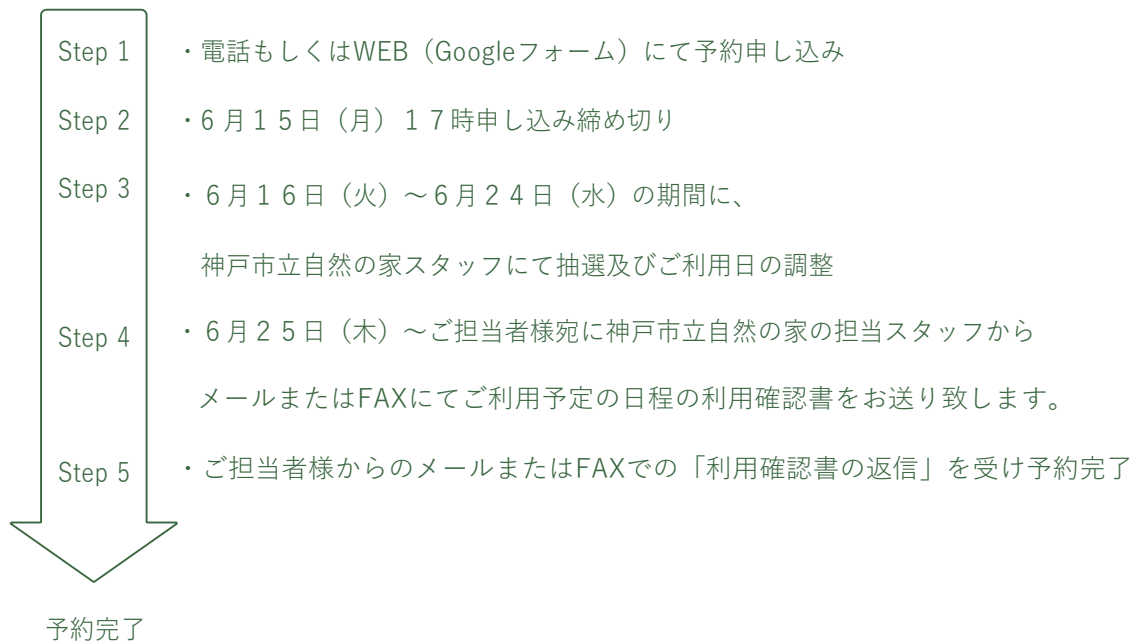 Step 1 ・電話もしくはWEB（Googleフォーム）にて予約申し込み
Step 2 ・6月１５日（月）１７時申し込み締め切り
Step 3 ・６月１６日（火）～６月２４日（水）の期間に、
神戸市立自然の家スタッフにて抽選及びご利用日の調整
Step 4 ・６月２５日（木）～ご担当者様宛に神戸市立自然の家の担当スタッフから
メールまたはFAXにてご利用予定の日程の利用確認書をお送り致します。
Step 5 ・ご担当者様からのメールまたはFAXでの「利用確認書の返信」を受け予約完了
予約完了